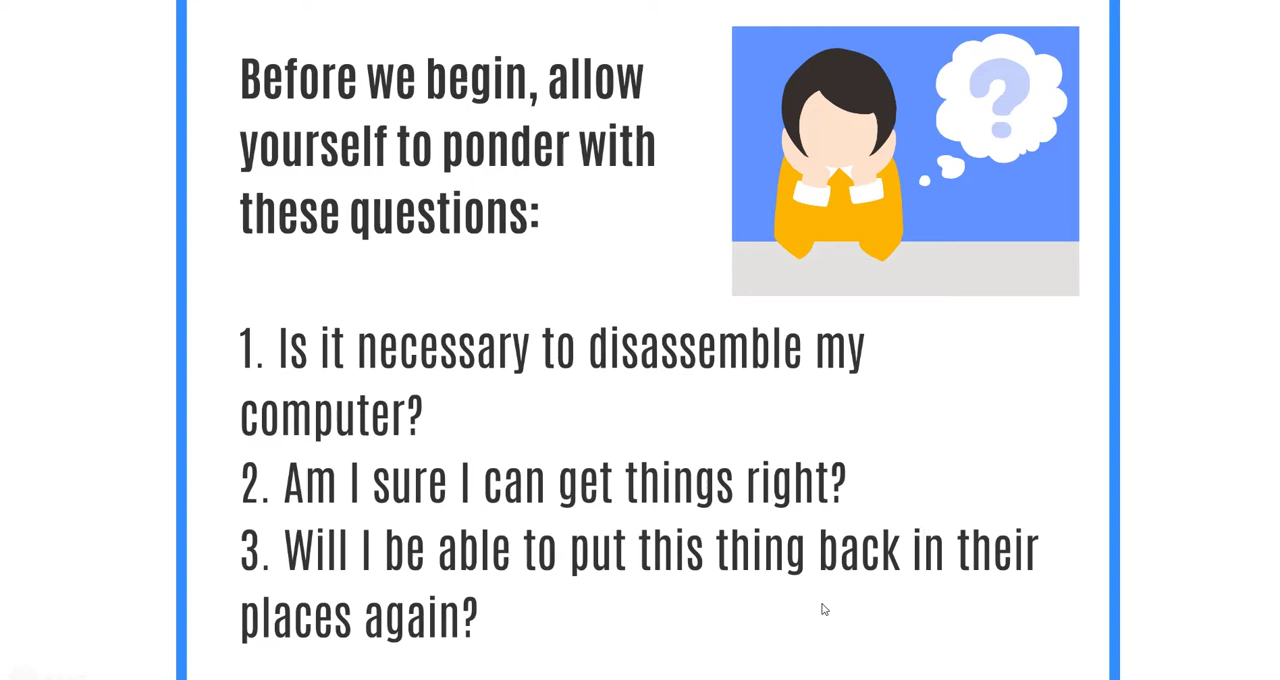 Before we begin, allow
yourself to ponder with
these questions:
?
1. Is it necessary to disassemble my
computer?
2. Am I sure I can get things right?
3. Will I be able to put this thing back in their
places again?